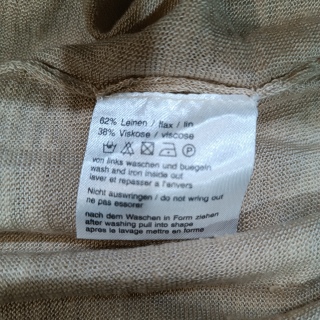 62% Leinen / flax / lin
38% Viskose / viscose
von links waschen und buegeln
wash and iron inside out
laver et repasser a l'envers
Nicht auswringen / do not wring out
ne pas essorer
nach dem Waschen in Form ziehen
after washing pull into shape
apres le lavage mettre en forme